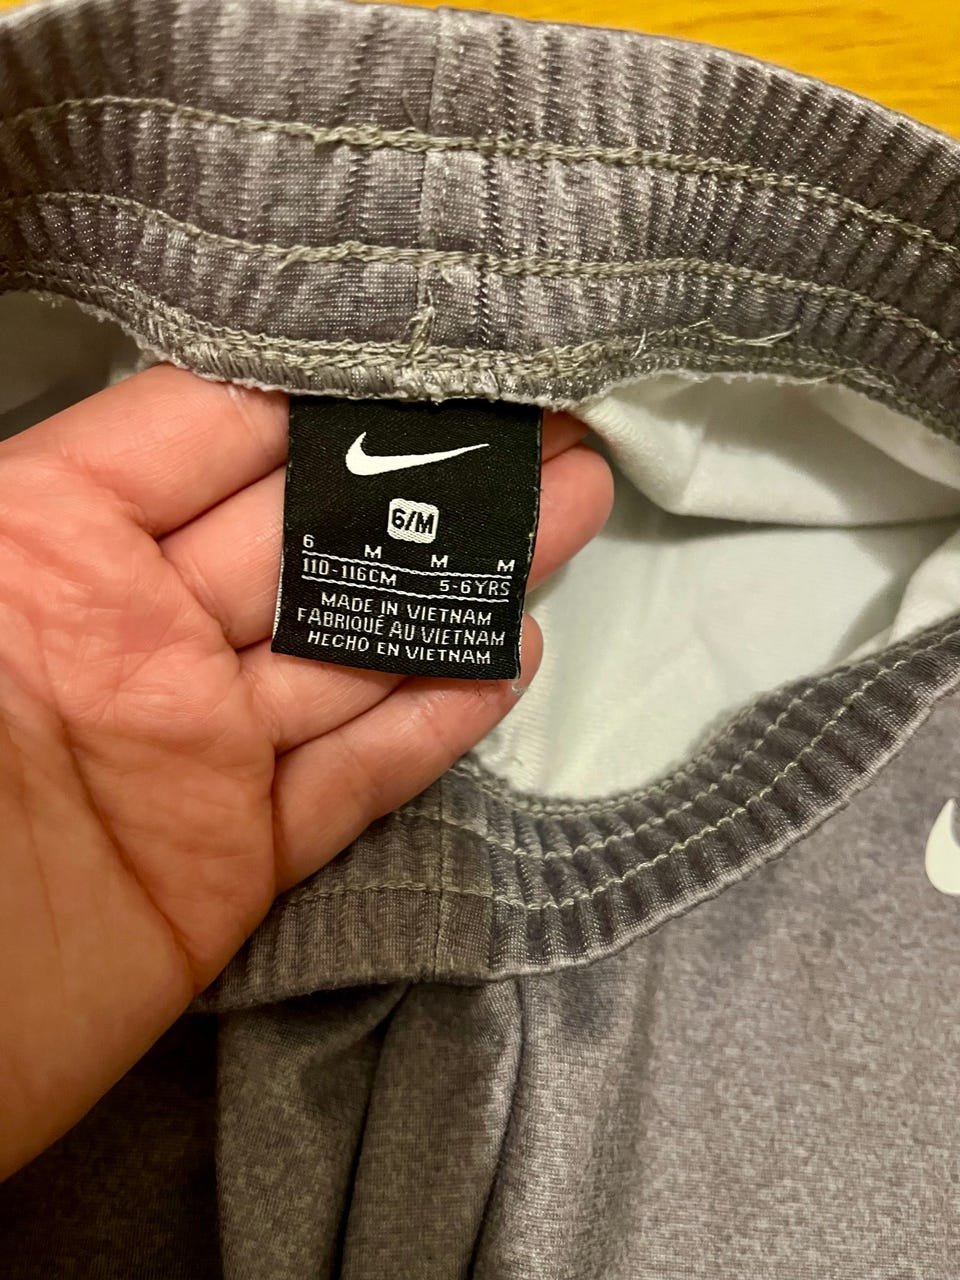 6/M
6 M M M
110-116CM 5-6YRS
MADE IN VIETNAM
FABRIQUÉ AU VIETNAM
HECHO EN VIETNAM